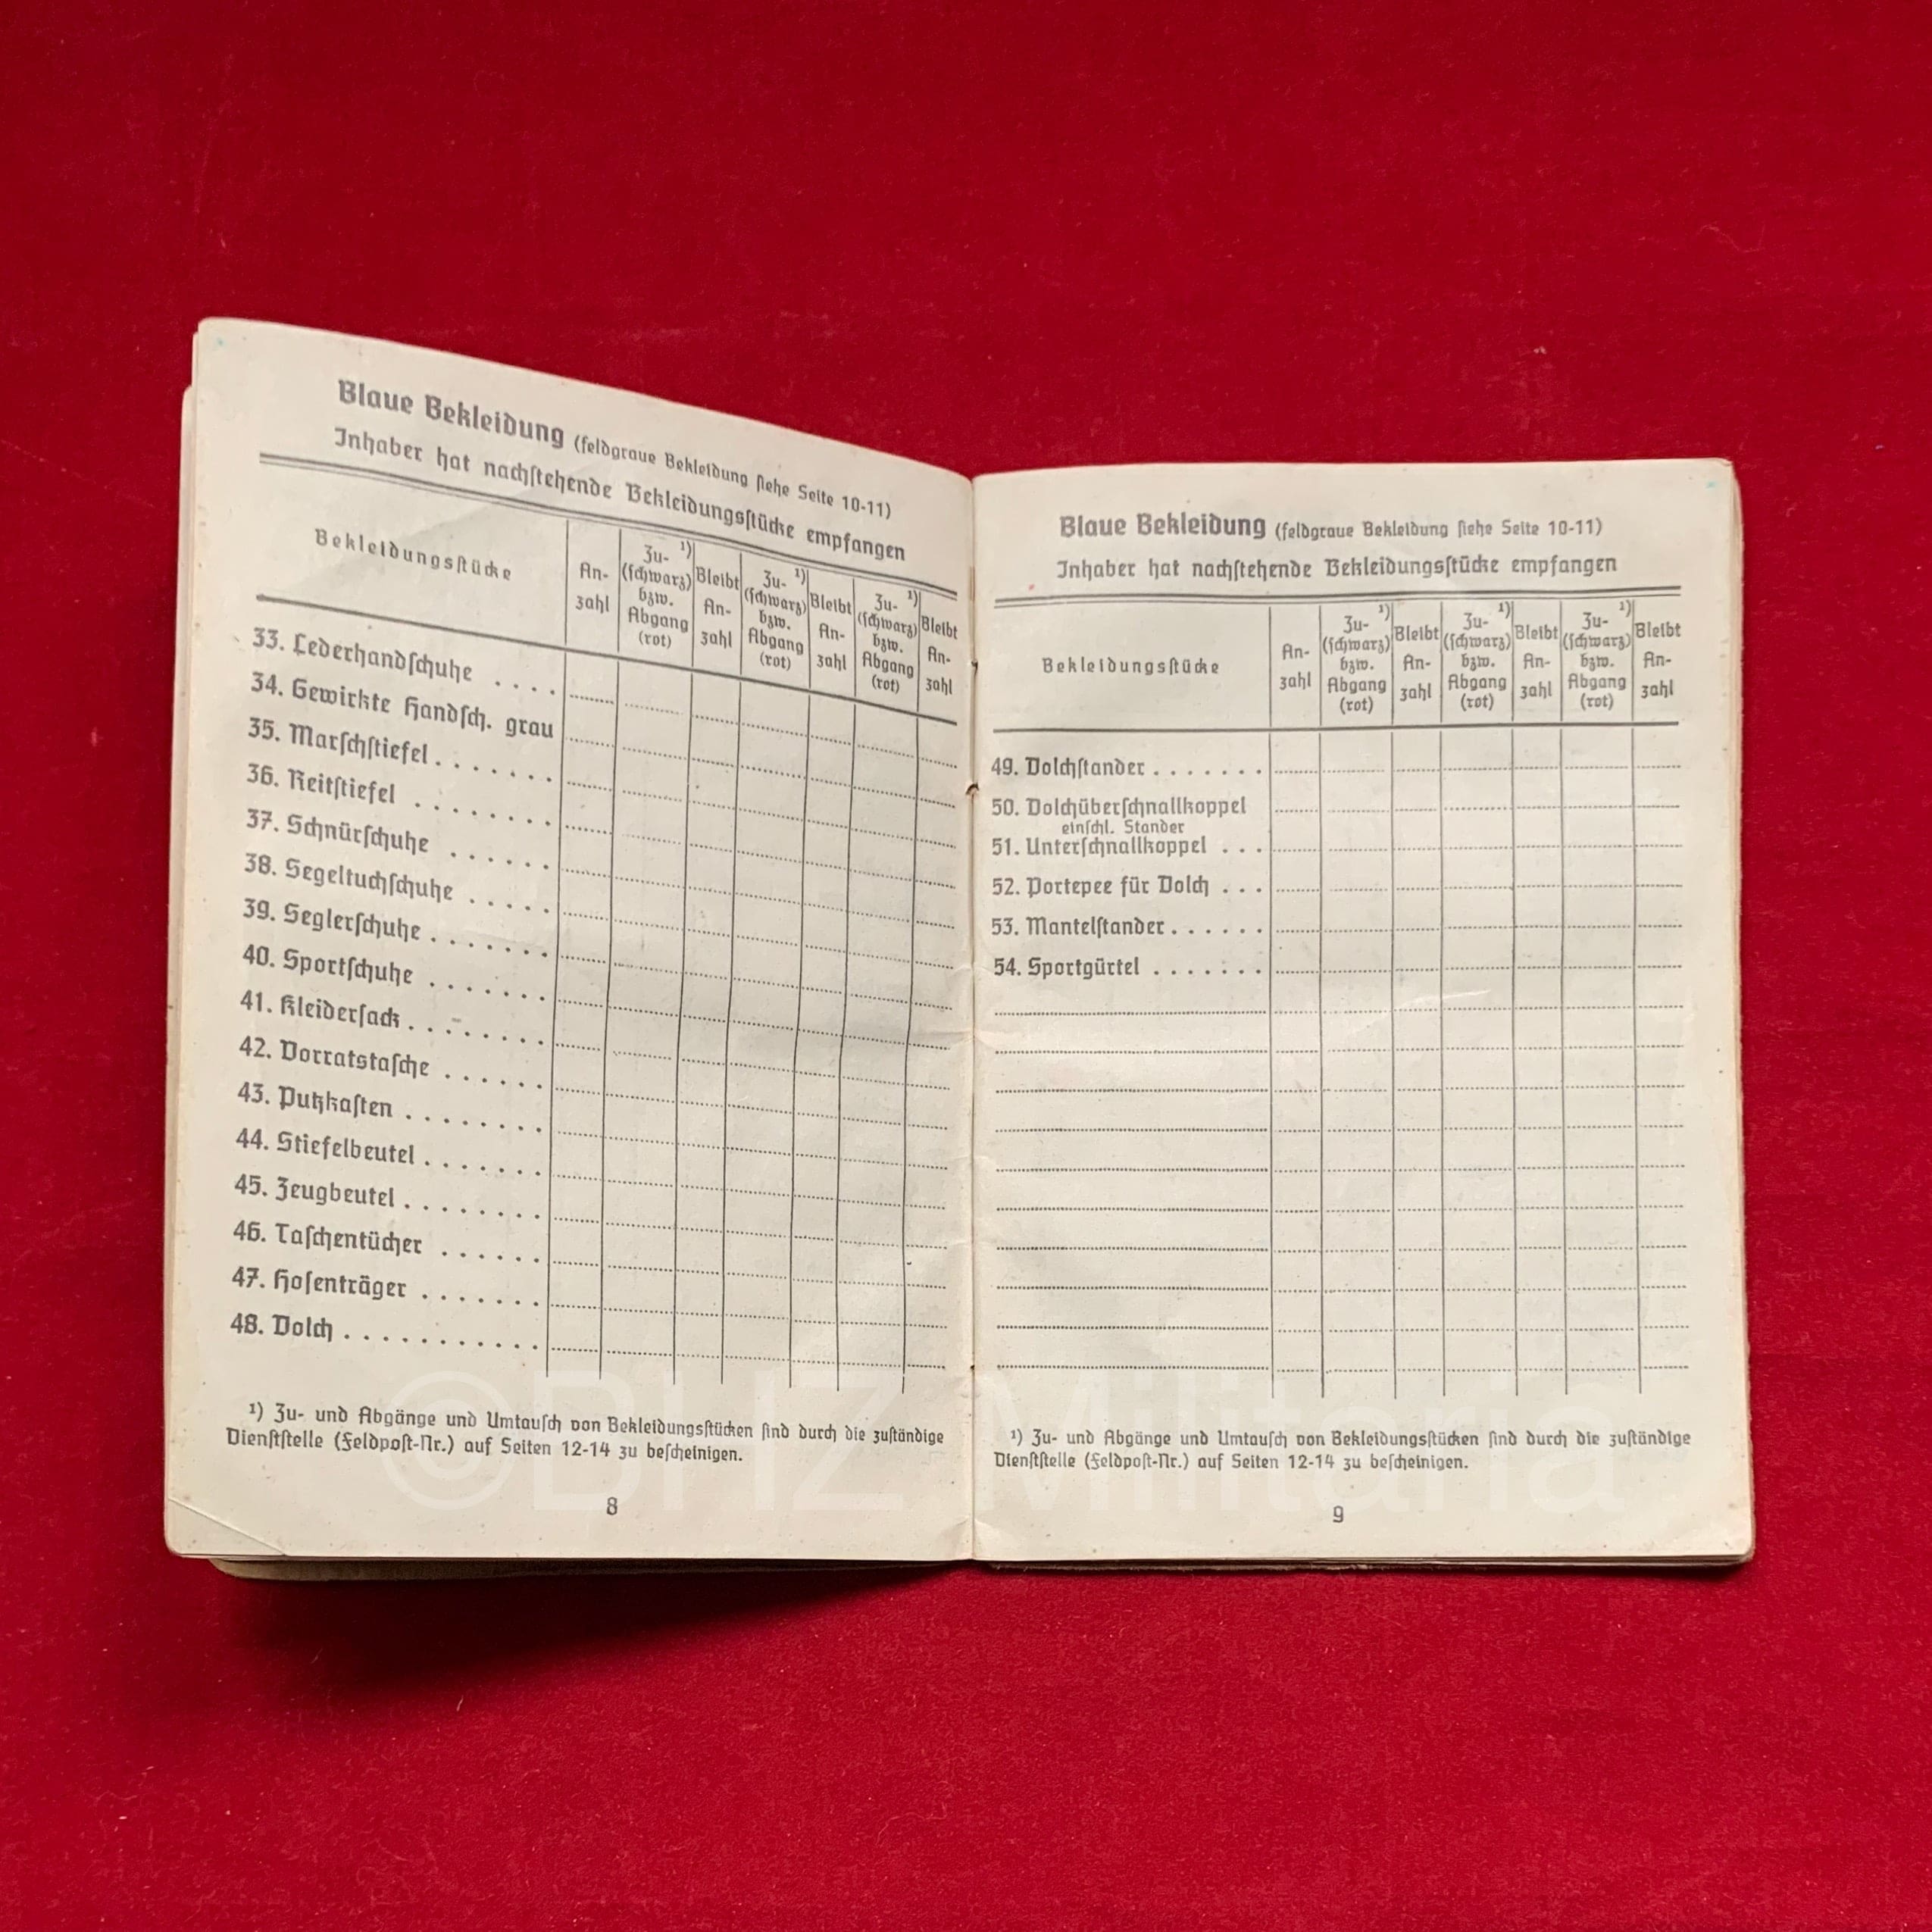 Blaue Bekleidung (feldgraue Bekleidung siehe Seite 10-11)
Inhaber hat nachstehende Bekleidungsstücke empfangen
Bekleidungsstücke
An-
zahl
Zu- ¹)
(schwarz)
bzw.
Abgang
(rot)
Bleibt
An-
zahl
Zu- ¹)
(schwarz)
bzw.
Abgang
(rot)
Bleibt
An-
zahl
Zu- ¹)
(schwarz)
bzw.
Abgang
(rot)
Bleibt
An-
zahl
33. Lederhandschuhe . . . .
34. Gewirkte Handsch. grau
35. Marschstiefel . . . . . . .
36. Reitstiefel . . . . . . . .
37. Schnürschuhe . . . . . .
38. Segeltuchschuhe . . . . .
39. Seglerschuhe . . . . . . .
40. Sportschuhe . . . . . . .
41. Kleidersack . . . . . . . .
42. Vorratstasche . . . . . .
43. Putzkasten . . . . . . . .
44. Stiefelbeutel . . . . . . .
45. Zeugbeutel . . . . . . . .
46. Taschentücher . . . . . .
47. Hosenträger . . . . . . .
48. Dolch . . . . . . . . . . .
¹) Zu- und Abgänge und Umtausch von Bekleidungsstücken sind durch die zuständige
Dienststelle (Feldpost-Nr.) auf Seiten 12-14 zu bescheinigen.
8
Blaue Bekleidung (feldgraue Bekleidung siehe Seite 10-11)
Inhaber hat nachstehende Bekleidungsstücke empfangen
Bekleidungsstücke
An-
zahl
Zu- ¹)
(schwarz)
bzw.
Abgang
(rot)
Bleibt
An-
zahl
Zu- ¹)
(schwarz)
bzw.
Abgang
(rot)
Bleibt
An-
zahl
Zu- ¹)
(schwarz)
bzw.
Abgang
(rot)
Bleibt
An-
zahl
49. Dolchstander . . . . . . .
50. Dolchüberschnallkoppel
einschl. Stander
51. Unterschnallkoppel . . .
52. Portepee für Dolch . . .
53. Mantelstander . . . . . .
54. Sportgürtel . . . . . . .
¹) Zu- und Abgänge und Umtausch von Bekleidungsstücken sind durch die zuständige
Dienststelle (Feldpost-Nr.) auf Seiten 12-14 zu bescheinigen.
9
©BHZ Militaria